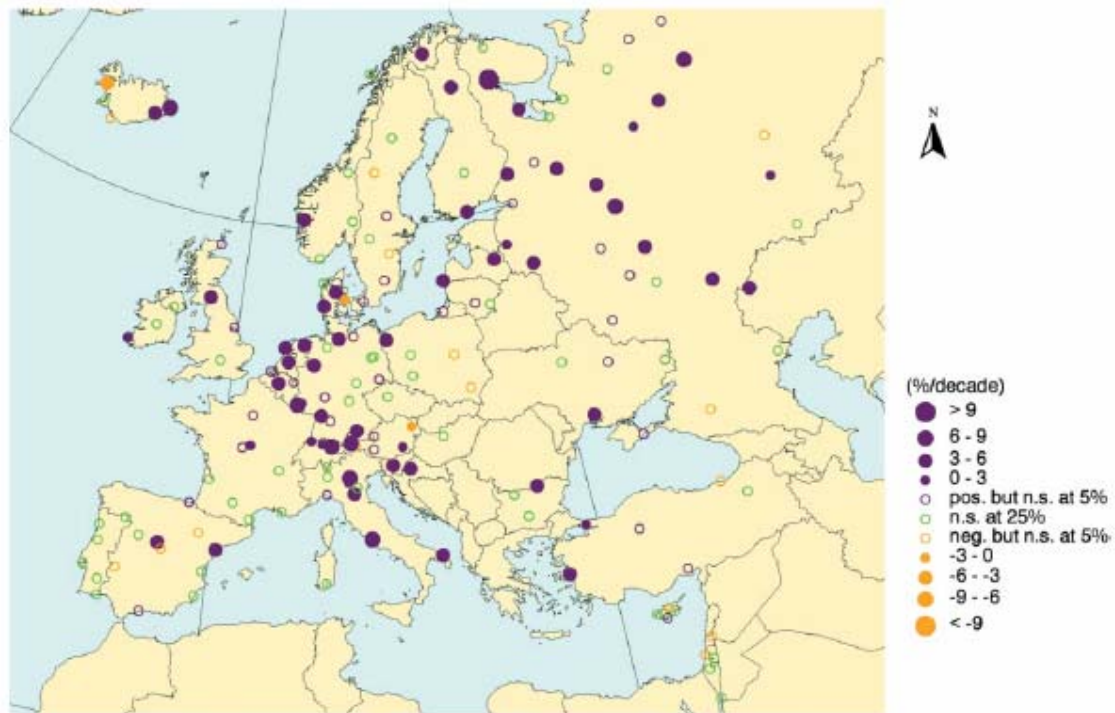 N
(%/decade)
> 9
6 - 9
3 - 6
0 - 3
pos. but n.s. at 5%
n.s. at 25%
neg. but n.s. at 5%
-3 - 0
-6 - -3
-9 - -6
< -9